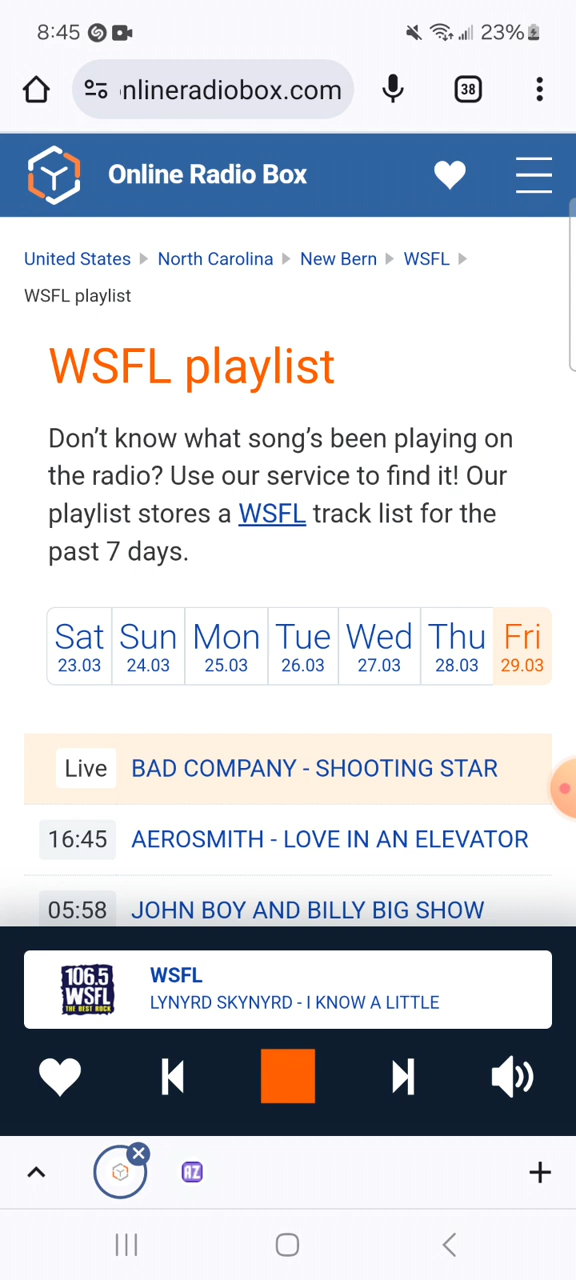 8:45 23%
nlineradiobox.com 38
Online Radio Box
United States North Carolina New Bern WSFL
WSFL playlist
WSFL playlist
Don’t know what song’s been playing on
the radio? Use our service to find it! Our
playlist stores a WSFL track list for the
past 7 days.
Sat Sun Mon Tue Wed Thu Fri
23.03 24.03 25.03 26.03 27.03 28.03 29.03
Live BAD COMPANY - SHOOTING STAR
16:45 AEROSMITH - LOVE IN AN ELEVATOR
05:58 JOHN BOY AND BILLY BIG SHOW
106.5
WSFL
THE BEST ROCK
WSFL
LYNYRD SKYNYRD - I KNOW A LITTLE
AZ